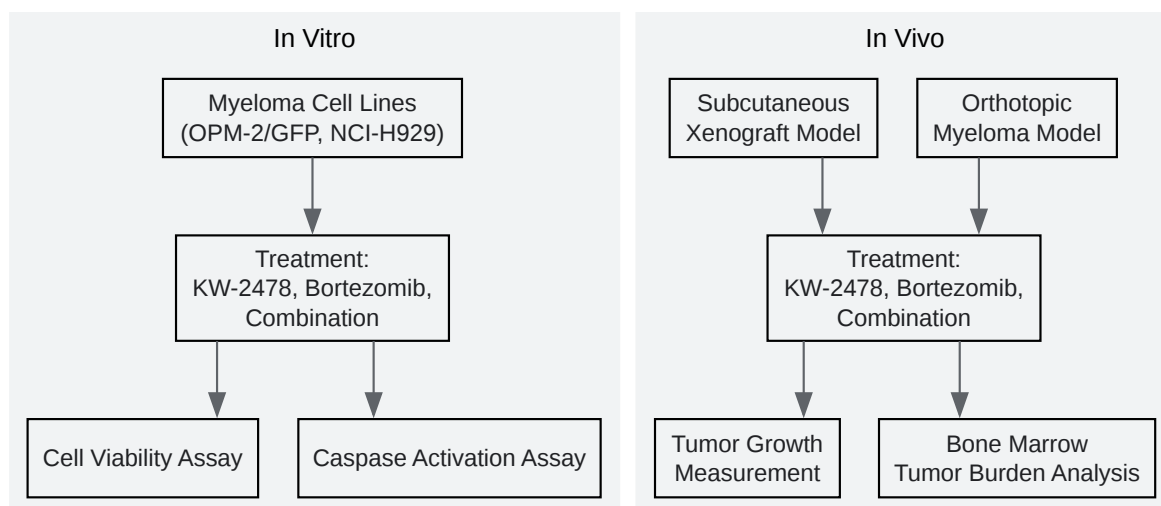 In Vitro
Myeloma Cell Lines
(OPM-2/GFP, NCI-H929)
Treatment:
KW-2478, Bortezomib,
Combination
Cell Viability Assay
Caspase Activation Assay
In Vivo
Subcutaneous
Xenograft Model
Orthotopic
Myeloma Model
Treatment:
KW-2478, Bortezomib,
Combination
Tumor Growth
Measurement
Bone Marrow
Tumor Burden Analysis